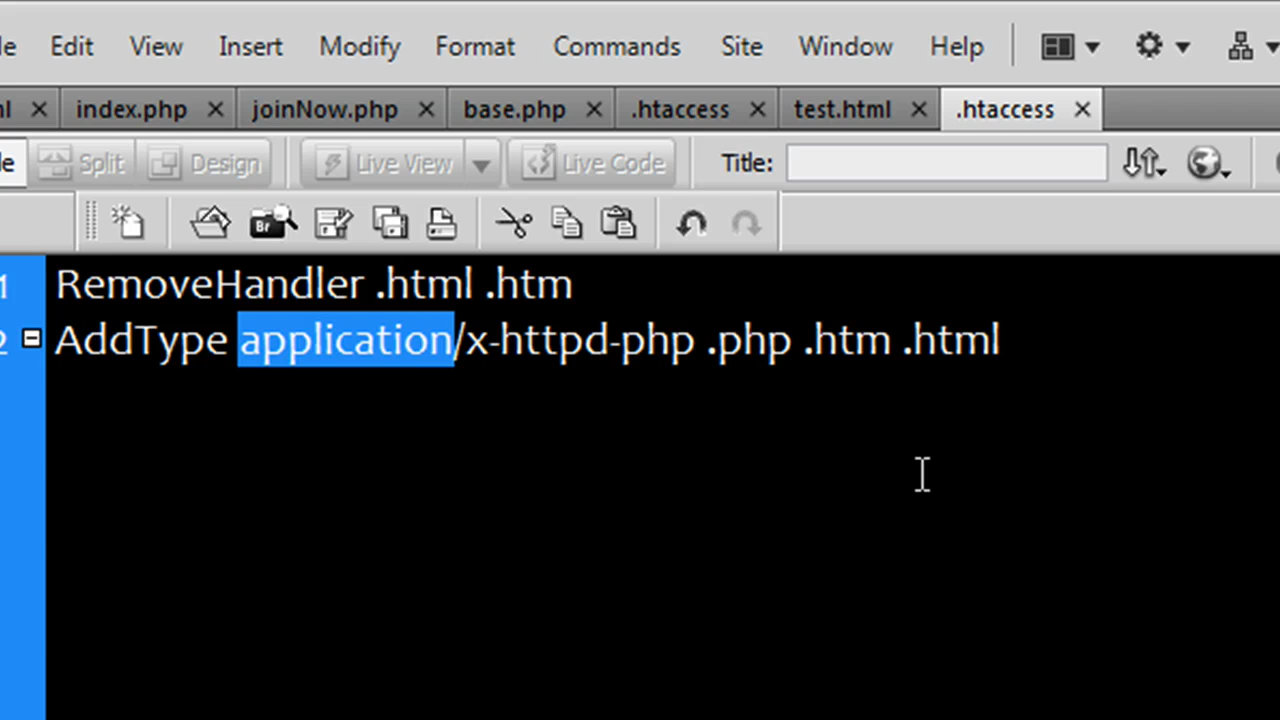 Edit View Insert Modify Format Commands Site Window Help
index.php joinNow.php base.php .htaccess test.html .htaccess
Split Design Live View Live Code Title:
Br
1 RemoveHandler .html .htm
2 AddType application/x-httpd-php .php .htm .html